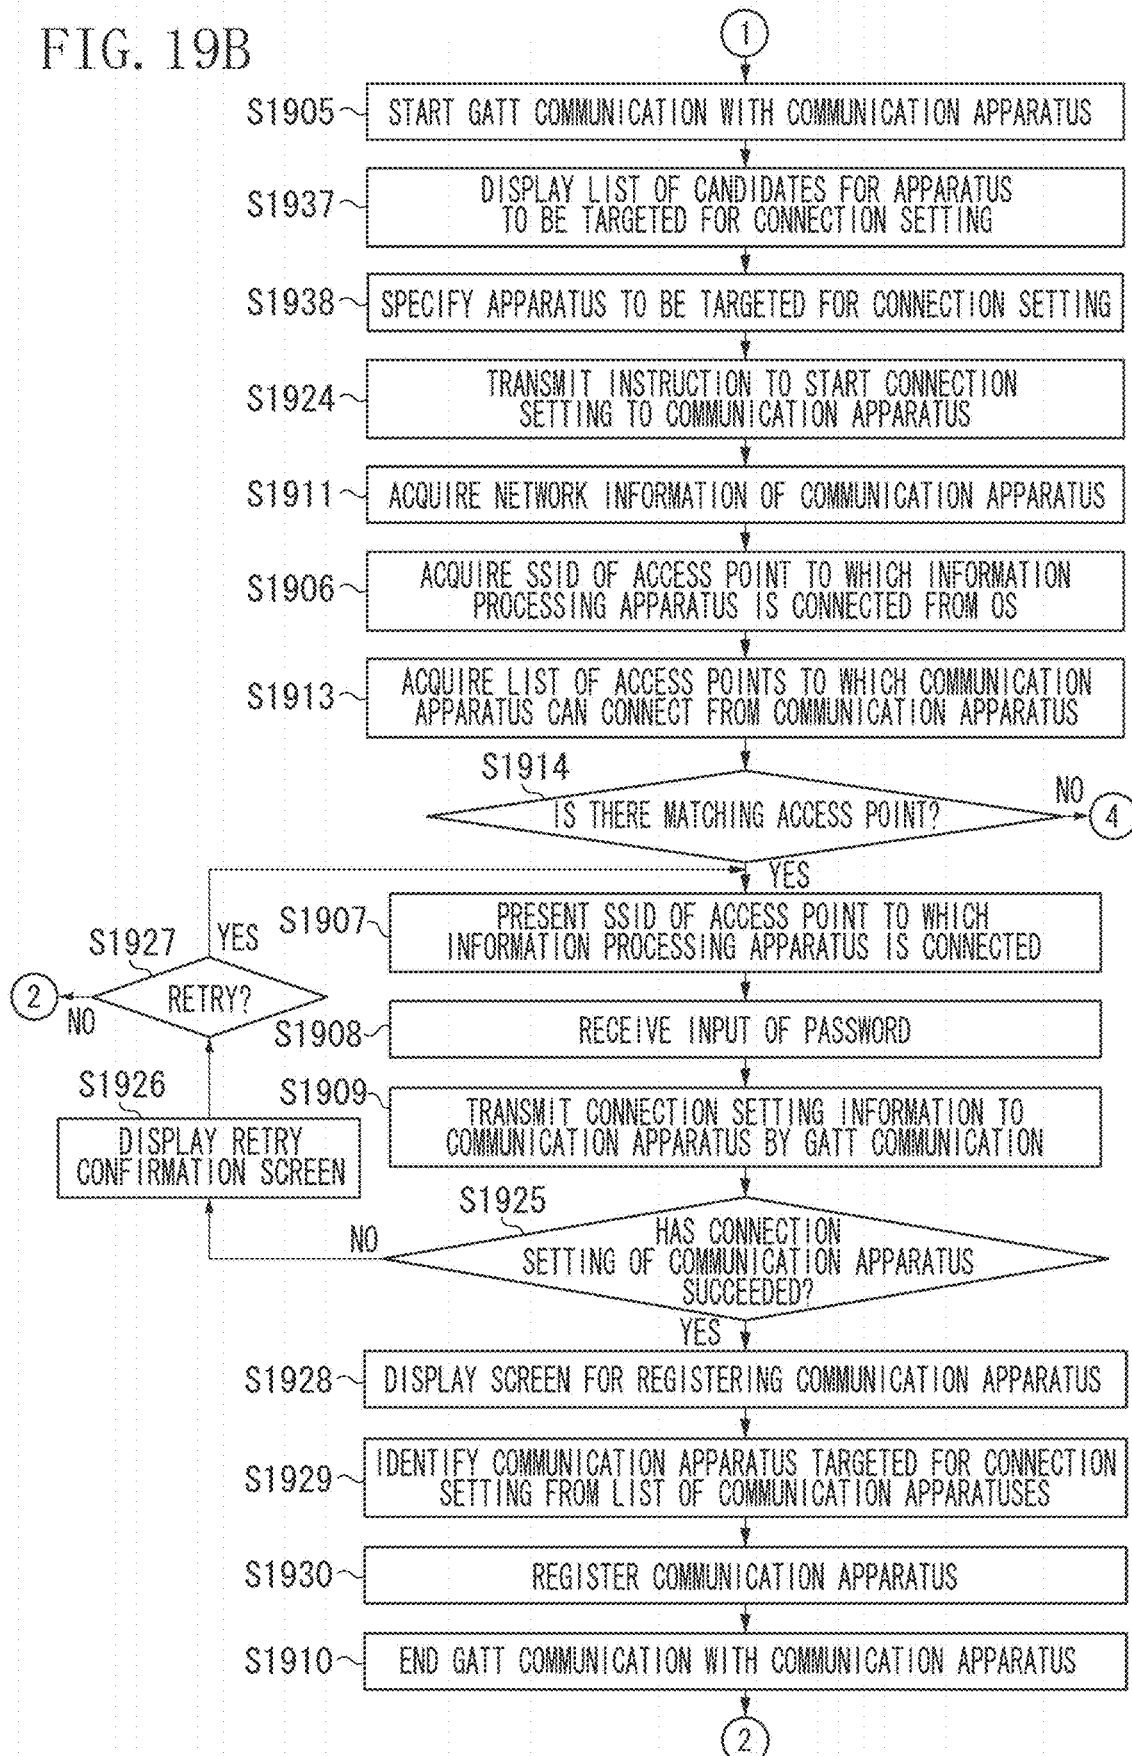 FIG. 19B
1
S1905
START GATT COMMUNICATION WITH COMMUNICATION APPARATUS
S1937
DISPLAY LIST OF CANDIDATES FOR APPARATUS
TO BE TARGETED FOR CONNECTION SETTING
S1938
SPECIFY APPARATUS TO BE TARGETED FOR CONNECTION SETTING
S1924
TRANSMIT INSTRUCTION TO START CONNECTION
SETTING TO COMMUNICATION APPARATUS
S1911
ACQUIRE NETWORK INFORMATION OF COMMUNICATION APPARATUS
S1906
ACQUIRE SSID OF ACCESS POINT TO WHICH INFORMATION
PROCESSING APPARATUS IS CONNECTED FROM OS
S1913
ACQUIRE LIST OF ACCESS POINTS TO WHICH COMMUNICATION
APPARATUS CAN CONNECT FROM COMMUNICATION APPARATUS
S1914
IS THERE MATCHING ACCESS POINT?
NO
4
YES
S1907
PRESENT SSID OF ACCESS POINT TO WHICH
INFORMATION PROCESSING APPARATUS IS CONNECTED
S1927
YES
RETRY?
2
NO
S1908
RECEIVE INPUT OF PASSWORD
S1909
TRANSMIT CONNECTION SETTING INFORMATION TO
COMMUNICATION APPARATUS BY GATT COMMUNICATION
S1926
DISPLAY RETRY
CONFIRMATION SCREEN
S1925
NO
HAS CONNECTION
SETTING OF COMMUNICATION APPARATUS
SUCCEEDED?
YES
S1928
DISPLAY SCREEN FOR REGISTERING COMMUNICATION APPARATUS
S1929
IDENTIFY COMMUNICATION APPARATUS TARGETED FOR CONNECTION
SETTING FROM LIST OF COMMUNICATION APPARATUSES
S1930
REGISTER COMMUNICATION APPARATUS
S1910
END GATT COMMUNICATION WITH COMMUNICATION APPARATUS
2